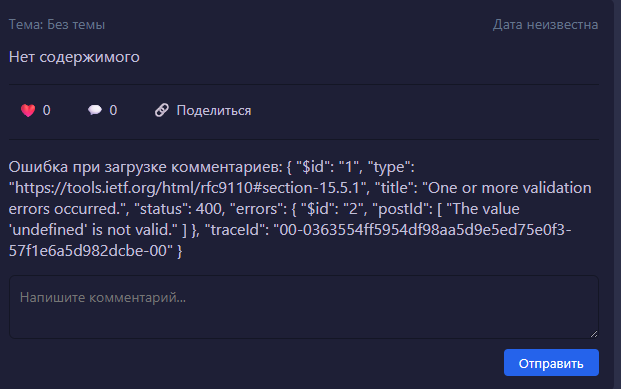 Тема: Без темы Дата неизвестна
Нет содержимого
0 0 Поделиться
Ошибка при загрузке комментариев: { "$id": "1", "type":
"https://tools.ietf.org/html/rfc9110#section-15.5.1", "title": "One or more validation
errors occurred.", "status": 400, "errors": { "$id": "2", "postId": [ "The value
'undefined' is not valid." ] }, "traceId": "00-0363554ff5954df98aa5d9e5ed75e0f3-
57f1e6a5d982dcbe-00" }
Напишите комментарий...
Отправить